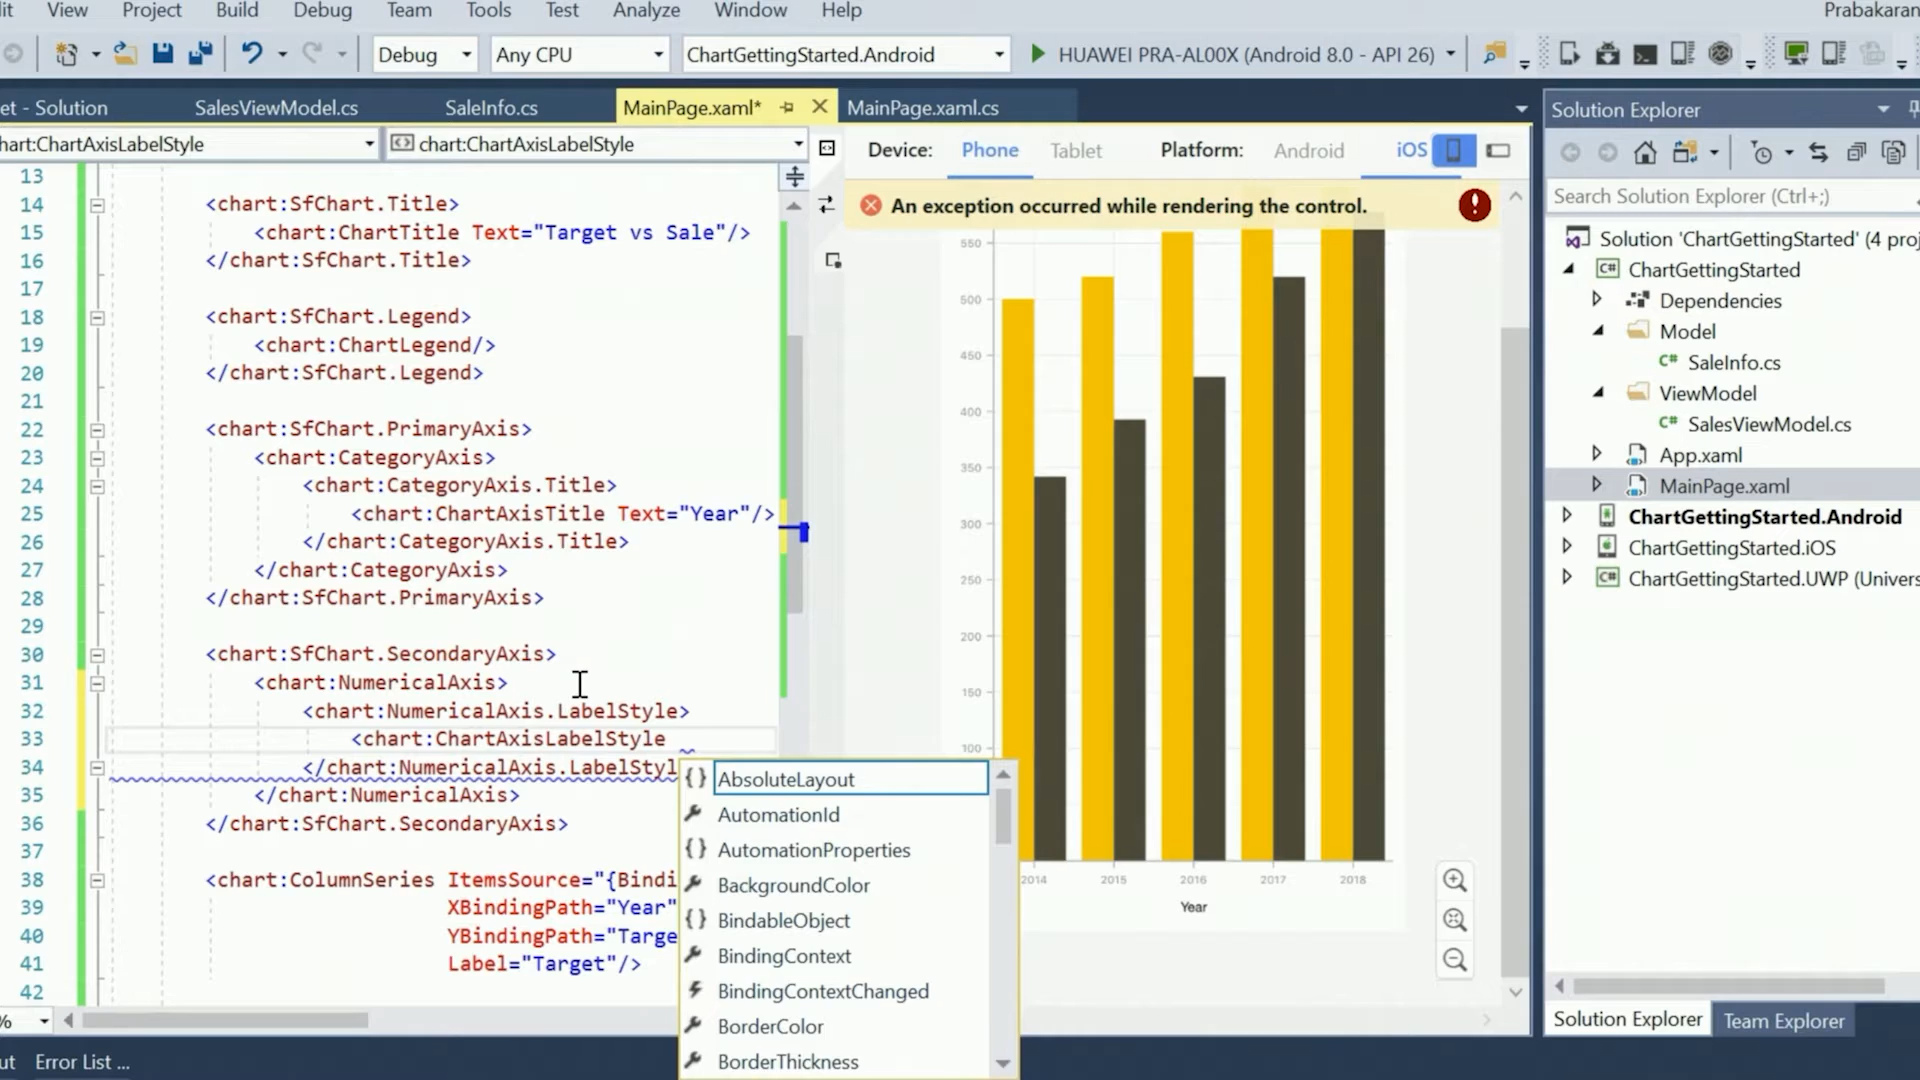 it View Project Build Debug Team Tools Test Analyze Window Help Prabakaran
Debug Any CPU ChartGettingStarted.Android HUAWEI PRA-AL00X (Android 8.0 - API 26)
et - Solution SalesViewModel.cs SaleInfo.cs MainPage.xaml* MainPage.xaml.cs
hart:ChartAxisLabelStyle chart:ChartAxisLabelStyle
13
14 <chart:SfChart.Title>
15 <chart:ChartTitle Text="Target vs Sale"/>
16 </chart:SfChart.Title>
17
18 <chart:SfChart.Legend>
19 <chart:ChartLegend/>
20 </chart:SfChart.Legend>
21
22 <chart:SfChart.PrimaryAxis>
23 <chart:CategoryAxis>
24 <chart:CategoryAxis.Title>
25 <chart:ChartAxisTitle Text="Year"/>
26 </chart:CategoryAxis.Title>
27 </chart:CategoryAxis>
28 </chart:SfChart.PrimaryAxis>
29
30 <chart:SfChart.SecondaryAxis>
31 <chart:NumericalAxis>
32 <chart:NumericalAxis.LabelStyle>
33 <chart:ChartAxisLabelStyle
34 </chart:NumericalAxis.LabelStyl
35 </chart:NumericalAxis>
36 </chart:SfChart.SecondaryAxis>
37
38 <chart:ColumnSeries ItemsSource="{Bindi
39 XBindingPath="Year"
40 YBindingPath="Targe
41 Label="Target"/>
42
AbsoluteLayout
AutomationId
AutomationProperties
BackgroundColor
BindableObject
BindingContext
BindingContextChanged
BorderColor
BorderThickness
Device: Phone Tablet Platform: Android iOS
An exception occurred while rendering the control.
550
500
450
400
350
300
250
200
150
100
2014 2015 2016 2017 2018
Year
Solution Explorer
Search Solution Explorer (Ctrl+;)
Solution 'ChartGettingStarted' (4 proj
C# ChartGettingStarted
Dependencies
Model
C# SaleInfo.cs
ViewModel
C# SalesViewModel.cs
App.xaml
MainPage.xaml
ChartGettingStarted.Android
ChartGettingStarted.iOS
C# ChartGettingStarted.UWP (Univers
Solution Explorer Team Explorer
%
ut Error List ...